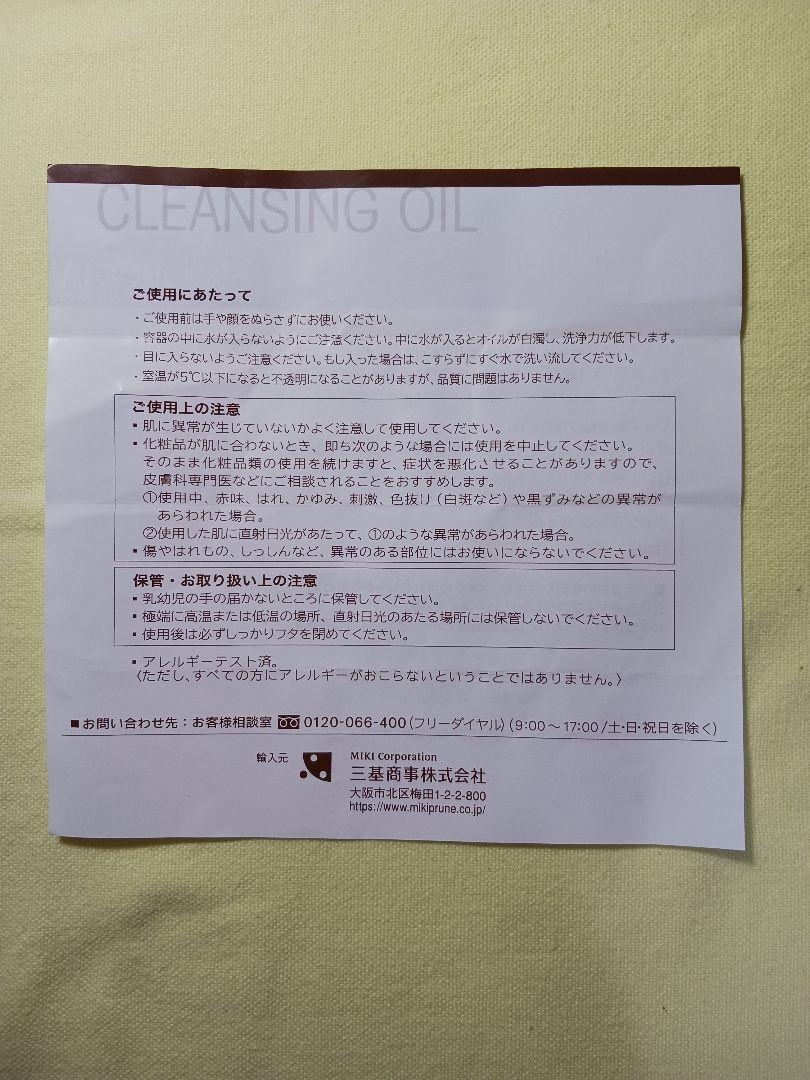 CLEANSING OIL
ご使用にあたって
・ご使用前は手や顔をぬらさずにお使いください。
・容器の中に水が入らないようにご注意ください。中に水が入るとオイルが白濁し、洗浄力が低下します。
・目に入らないようご注意ください。もし入った場合は、こすらずにすぐ水で洗い流してください。
・室温が5℃以下になると不透明になることがありますが、品質に問題はありません。
ご使用上の注意
▪肌に異常が生じていないかよく注意して使用してください。
▪化粧品が肌に合わないとき、即ち次のような場合には使用を中止してください。
そのまま化粧品類の使用を続けますと、症状を悪化させることがありますので、
皮膚科専門医などにご相談されることをおすすめします。
①使用中、赤味、はれ、かゆみ、刺激、色抜け（白斑など）や黒ずみなどの異常が
あらわれた場合。
②使用した肌に直射日光があたって、①のような異常があらわれた場合。
▪傷やはれもの、しっしんなど、異常のある部位にはお使いにならないでください。
保管・お取り扱い上の注意
▪乳幼児の手の届かないところに保管してください。
▪極端に高温または低温の場所、直射日光のあたる場所には保管しないでください。
▪使用後は必ずしっかりフタを閉めてください。
▪アレルギーテスト済。
〈ただし、すべての方にアレルギーがおこらないということではありません。〉
■お問い合わせ先：お客様相談室 0120-066-400（フリーダイヤル）（9:00～17:00/土・日・祝日を除く）
輸入元
MIKI Corporation
三基商事株式会社
大阪市北区梅田1-2-2-800
https://www.mikiprune.co.jp/